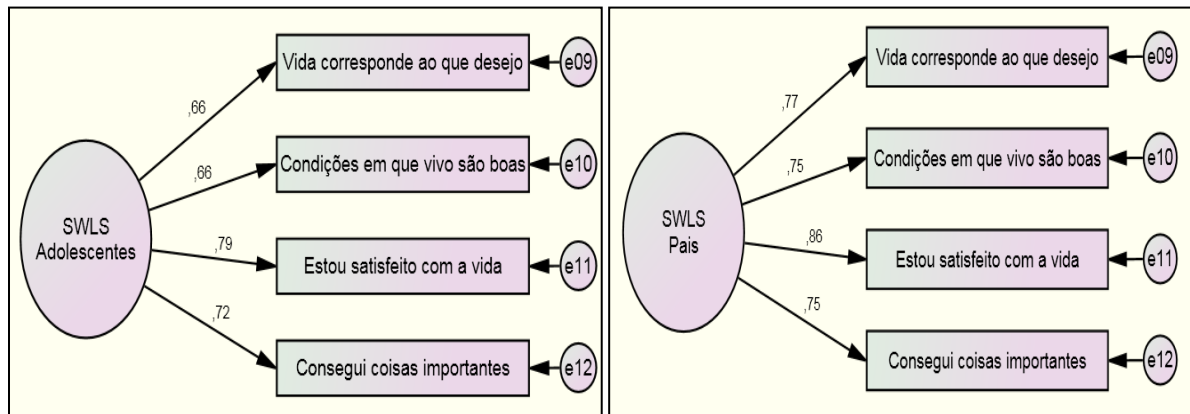 Vida corresponde ao que desejo
e09
,66
Condições em que vivo são boas
e10
,66
SWLS
Adolescentes
,79
Estou satisfeito com a vida
e11
,72
Consegui coisas importantes
e12
Vida corresponde ao que desejo
e09
,77
Condições em que vivo são boas
e10
,75
SWLS
Pais
,86
Estou satisfeito com a vida
e11
,75
Consegui coisas importantes
e12